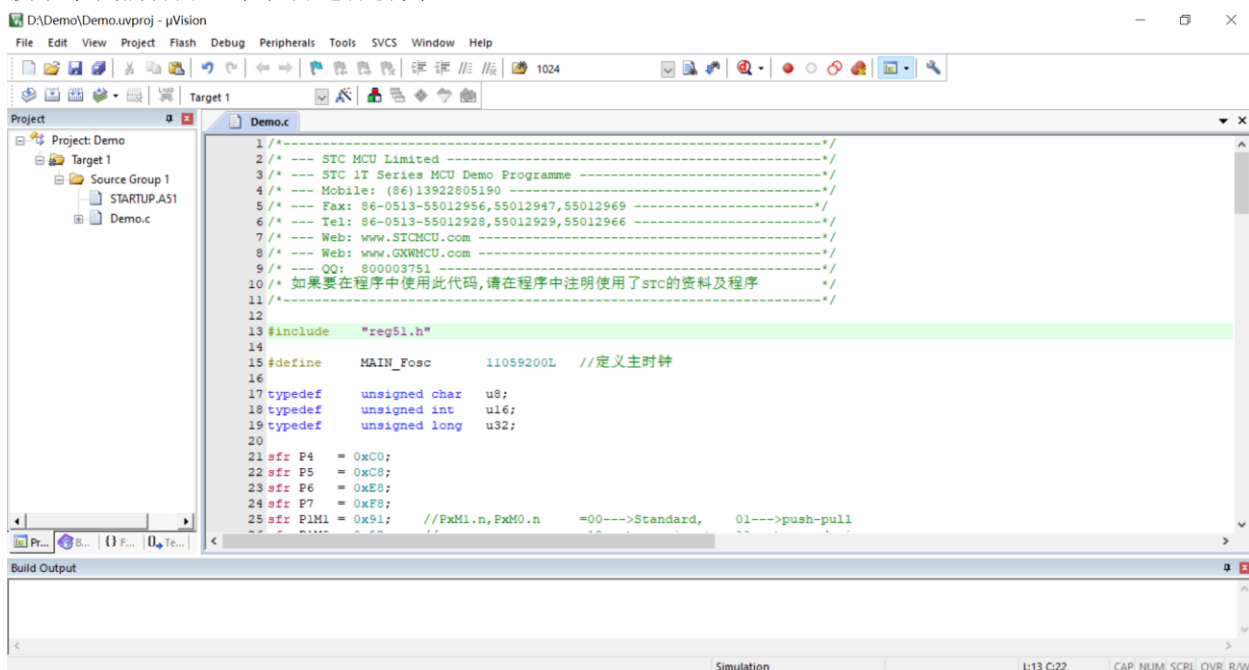 D:\Demo\Demo.uvproj - µVision
File Edit View Project Flash Debug Peripherals Tools SVCS Window Help
1024
Target 1
Project
Demo.c
Project: Demo
Target 1
Source Group 1
STARTUP.A51
Demo.c
1 /*---------------------------------------------------------------------*/
2 /* --- STC MCU Limited ------------------------------------------------*/
3 /* --- STC 1T Series MCU Demo Programme -------------------------------*/
4 /* --- Mobile: (86)13922805190 ----------------------------------------*/
5 /* --- Fax: 86-0513-55012956,55012947,55012969 ------------------------*/
6 /* --- Tel: 86-0513-55012928,55012929,55012966 ------------------------*/
7 /* --- Web: www.STCMCU.com --------------------------------------------*/
8 /* --- Web: www.GXWMCU.com --------------------------------------------*/
9 /* --- QQ: 800003751 -------------------------------------------------*/
10 /* 如果要在程序中使用此代码,请在程序中注明使用了STC的资料及程序 */
11 /*---------------------------------------------------------------------*/
12
13 #include "reg51.h"
14
15 #define MAIN_Fosc 11059200L //定义主时钟
16
17 typedef unsigned char u8;
18 typedef unsigned int u16;
19 typedef unsigned long u32;
20
21 sfr P4 = 0xC0;
22 sfr P5 = 0xC8;
23 sfr P6 = 0xE8;
24 sfr P7 = 0xF8;
25 sfr P1M1 = 0x91; //PxM1.n,PxM0.n =00--->Standard, 01--->push-pull
Pr... B... {} F... 0 Te...
Build Output
Simulation L:13 C:22 CAP NUM SCRL OVR R/W